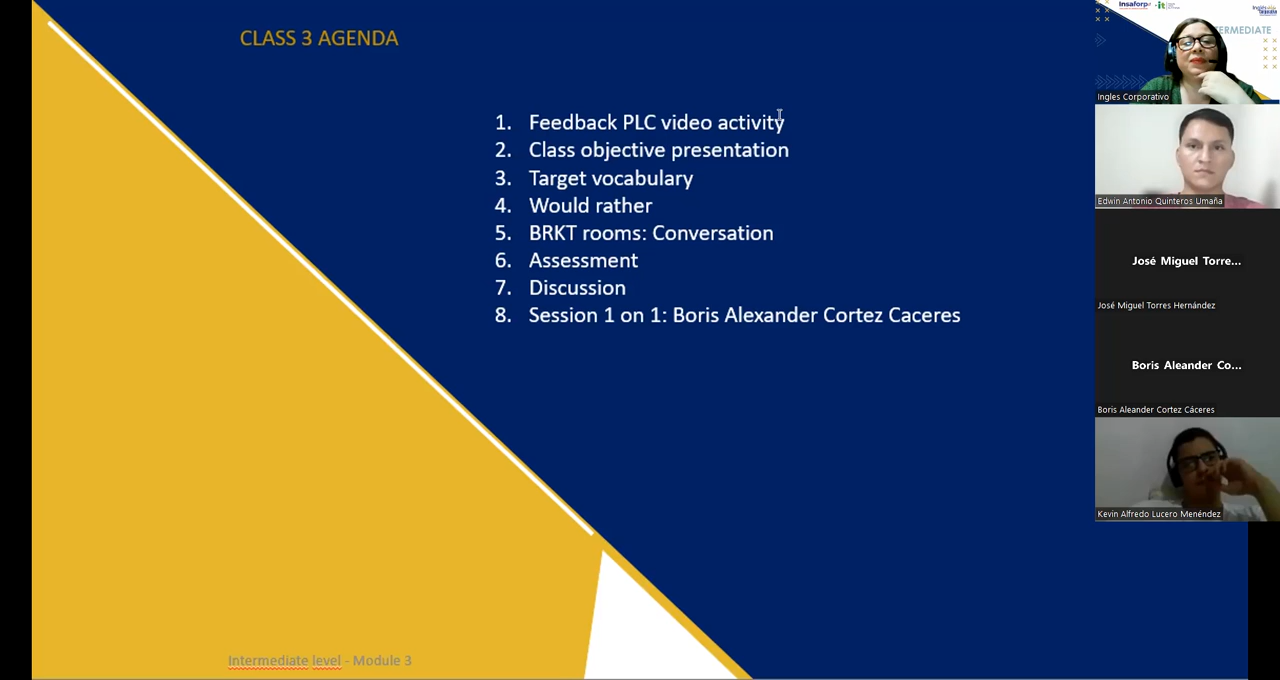 CLASS 3 AGENDA
1. Feedback PLC video activity
2. Class objective presentation
3. Target vocabulary
4. Would rather
5. BRKT rooms: Conversation
6. Assessment
7. Discussion
8. Session 1 on 1: Boris Alexander Cortez Caceres
Intermediate level - Module 3
Insaforp
ERMEDIATE
Ingles Corporativo
Edwin Antonio Quinteros Umaña
José Miguel Torre...
José Miguel Torres Hernández
Boris Aleander Co...
Boris Aleander Cortez Cáceres
Kevin Alfredo Lucero Menéndez